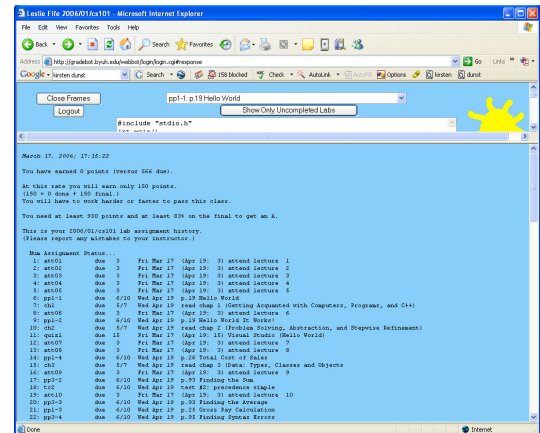 Leslie Fife 2006/01/cs101 - Microsoft Internet Explorer
File Edit View Favorites Tools Help
Back Search Favorites
Address http://gradebot.byuh.edu/webbot/login/login.cgi#response Go Links
Google kirsten dunst Search 158 blocked Check AutoLink AutoFill Options kirsten dunst
Close Frames pp1-1: p.19 Hello World
Logout Show Only Uncompleted Labs
#include "stdio.h"
int main()
March 17, 2006; 17:15:22
You have earned 0 points (versus 566 due).
At this rate you will earn only 150 points.
(150 = 0 done + 150 final.)
You will have to work harder or faster to pass this class.
You need at least 930 points and at least 83% on the final to get an A.
This is your 2006/01/cs101 lab assignment history.
(Please report any mistakes to your instructor.)
Num Assignment Status...
1: att01 due 3 Fri Mar 17 (Apr 19: 3) attend lecture 1
2: att02 due 3 Fri Mar 17 (Apr 19: 3) attend lecture 2
3: att03 due 3 Fri Mar 17 (Apr 19: 3) attend lecture 3
4: att04 due 3 Fri Mar 17 (Apr 19: 3) attend lecture 4
5: att05 due 3 Fri Mar 17 (Apr 19: 3) attend lecture 5
6: pp1-1 due 6/10 Wed Apr 19 p.19 Hello World
7: ch1 due 5/7 Wed Apr 19 read chap 1 (Getting Acquanted with Computers, Programs, and C++)
8: att06 due 3 Fri Mar 17 (Apr 19: 3) attend lecture 6
9: pp1-2 due 6/10 Wed Apr 19 p.19 Hello World It Works!
10: ch2 due 5/7 Wed Apr 19 read chap 2 (Problem Solving, Abstraction, and Stepwise Refinement)
11: quiz1 due 15 Fri Mar 17 (Apr 19: 15) Visual Studio (Hello World)
12: att07 due 3 Fri Mar 17 (Apr 19: 3) attend lecture 7
13: att08 due 3 Fri Mar 17 (Apr 19: 3) attend lecture 8
14: pp1-4 due 6/10 Wed Apr 19 p.26 Total Cost of Sales
15: ch3 due 5/7 Wed Apr 19 read chap 3 (Data: Types, Classes and Objects
16: att09 due 3 Fri Mar 17 (Apr 19: 3) attend lecture 9
17: pp3-2 due 6/10 Wed Apr 19 p.93 Finding the Sum
18: tc2 due 6/10 Wed Apr 19 test #2: precedence simple
19: att10 due 3 Fri Mar 17 (Apr 19: 3) attend lecture 10
20: pp3-3 due 6/10 Wed Apr 19 p.93 Finding the Average
21: pp1-3 due 6/10 Wed Apr 19 p.25 Gross Pay Calculation
22: pp3-4 due 6/10 Wed Apr 19 p.95 Finding Syntax Errors
Done Internet